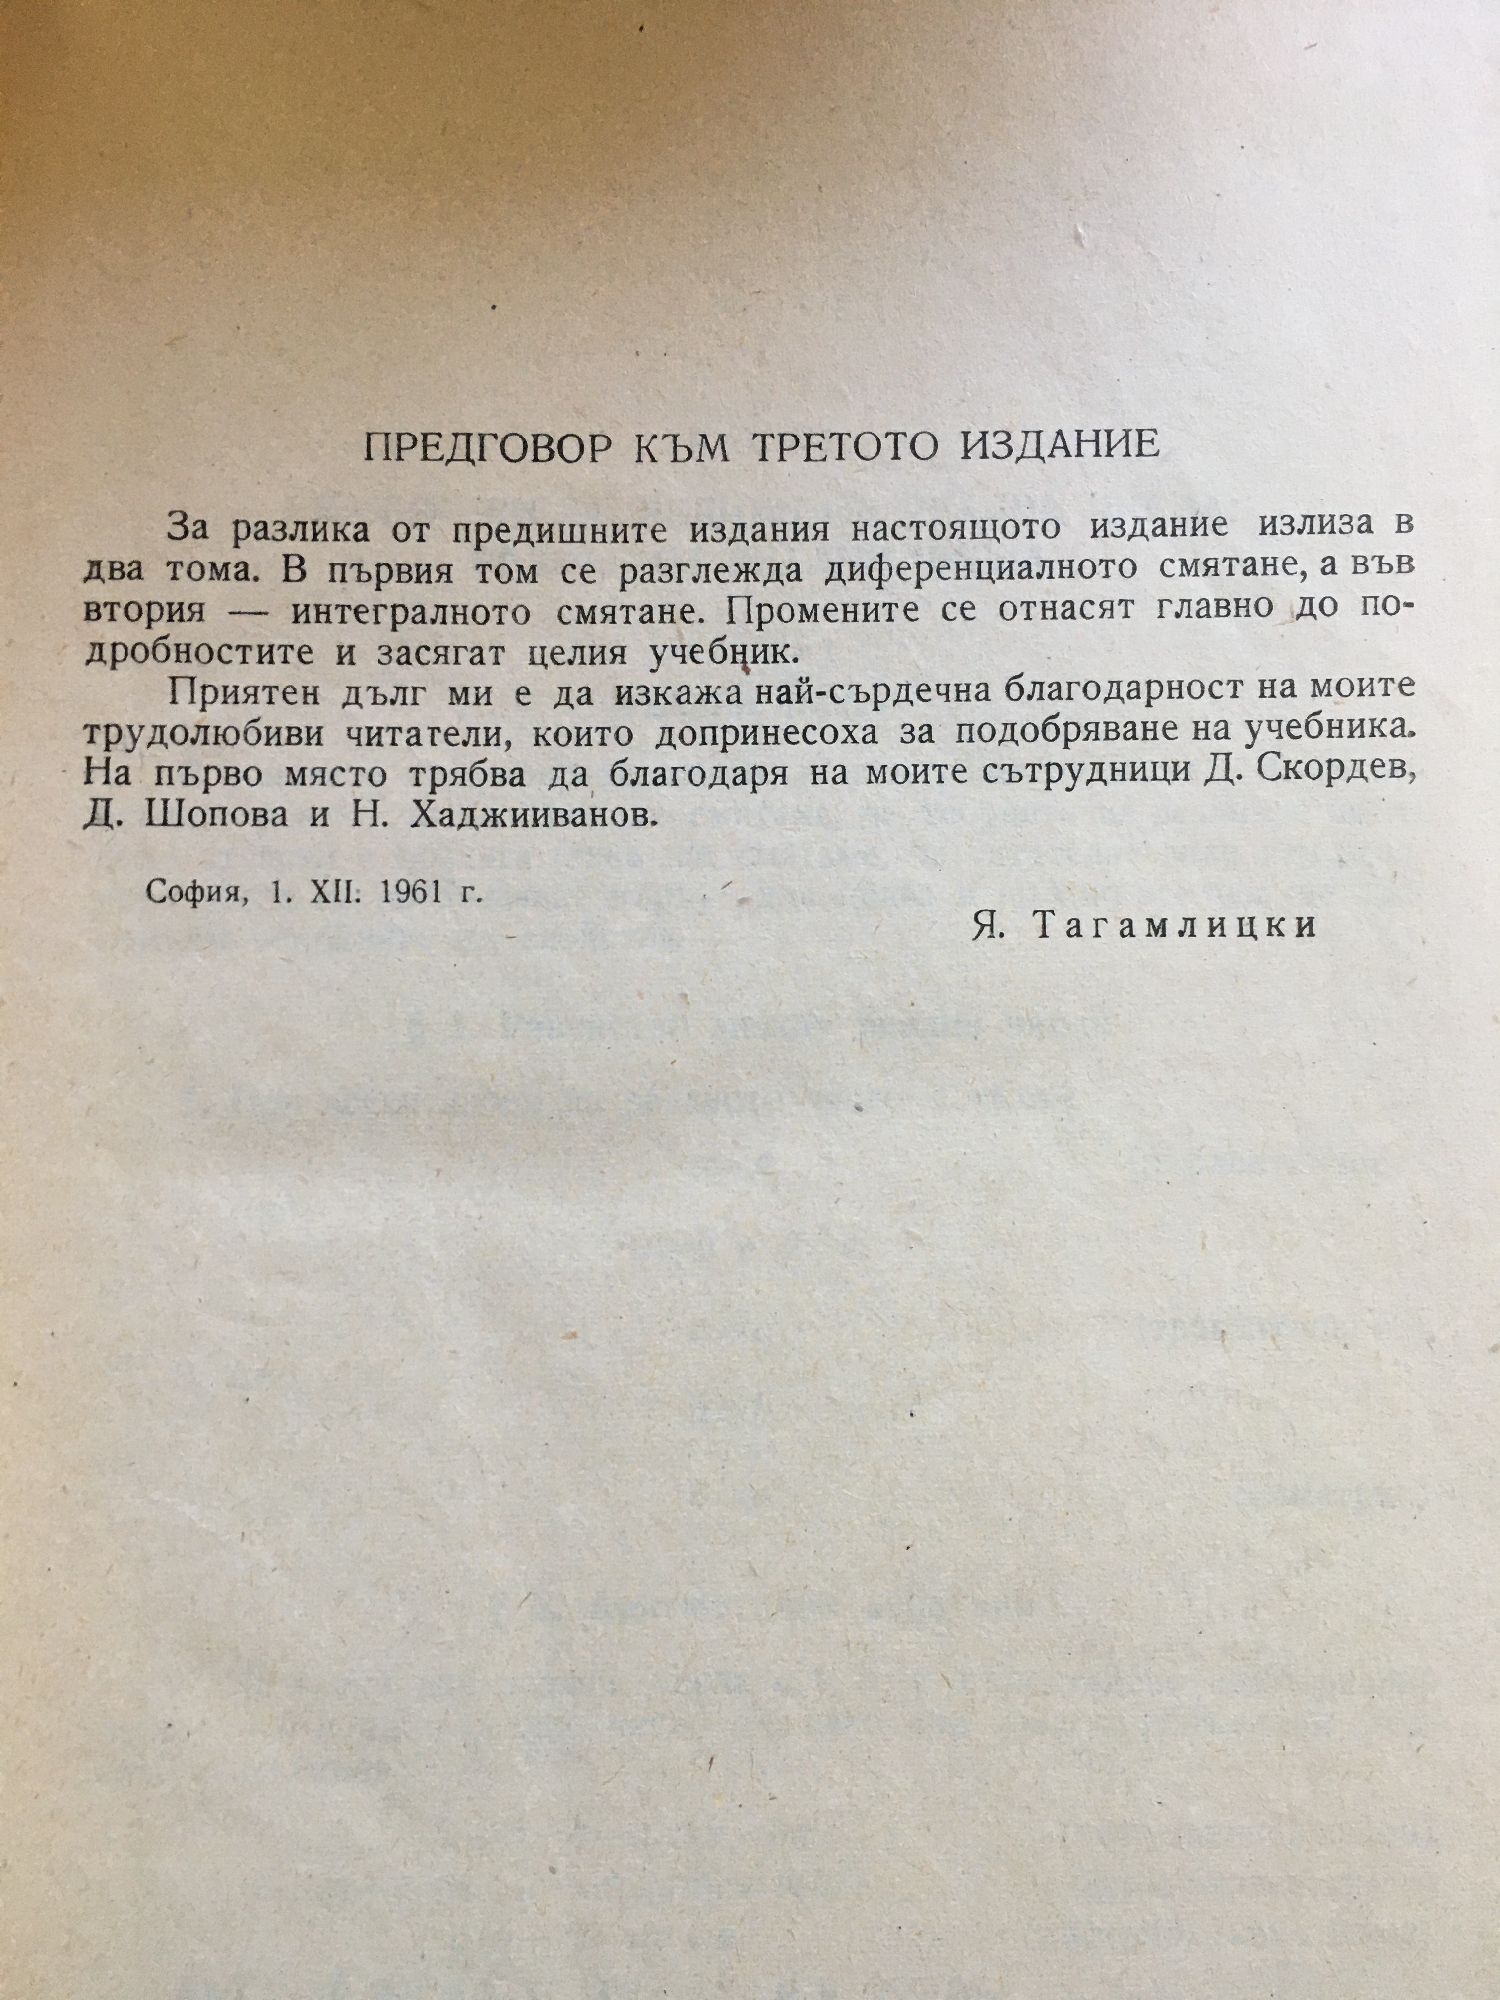 ПРЕДГОВОР КЪМ ТРЕТОТО ИЗДАНИЕ
За разлика от предишните издания настоящото издание излиза в
два тома. В първия том се разглежда диференциалното смятане, а във
втория — интегралното смятане. Промените се отнасят главно до по-
дробностите и засягат целия учебник.
Приятен дълг ми е да изкажа най-сърдечна благодарност на моите
трудолюбиви читатели, които допринесоха за подобряване на учебника.
На първо място трябва да благодаря на моите сътрудници Д. Скордев,
Д. Шопова и Н. Хаджииванов.
София, 1. XII. 1961 г.
Я. Тагамлицки